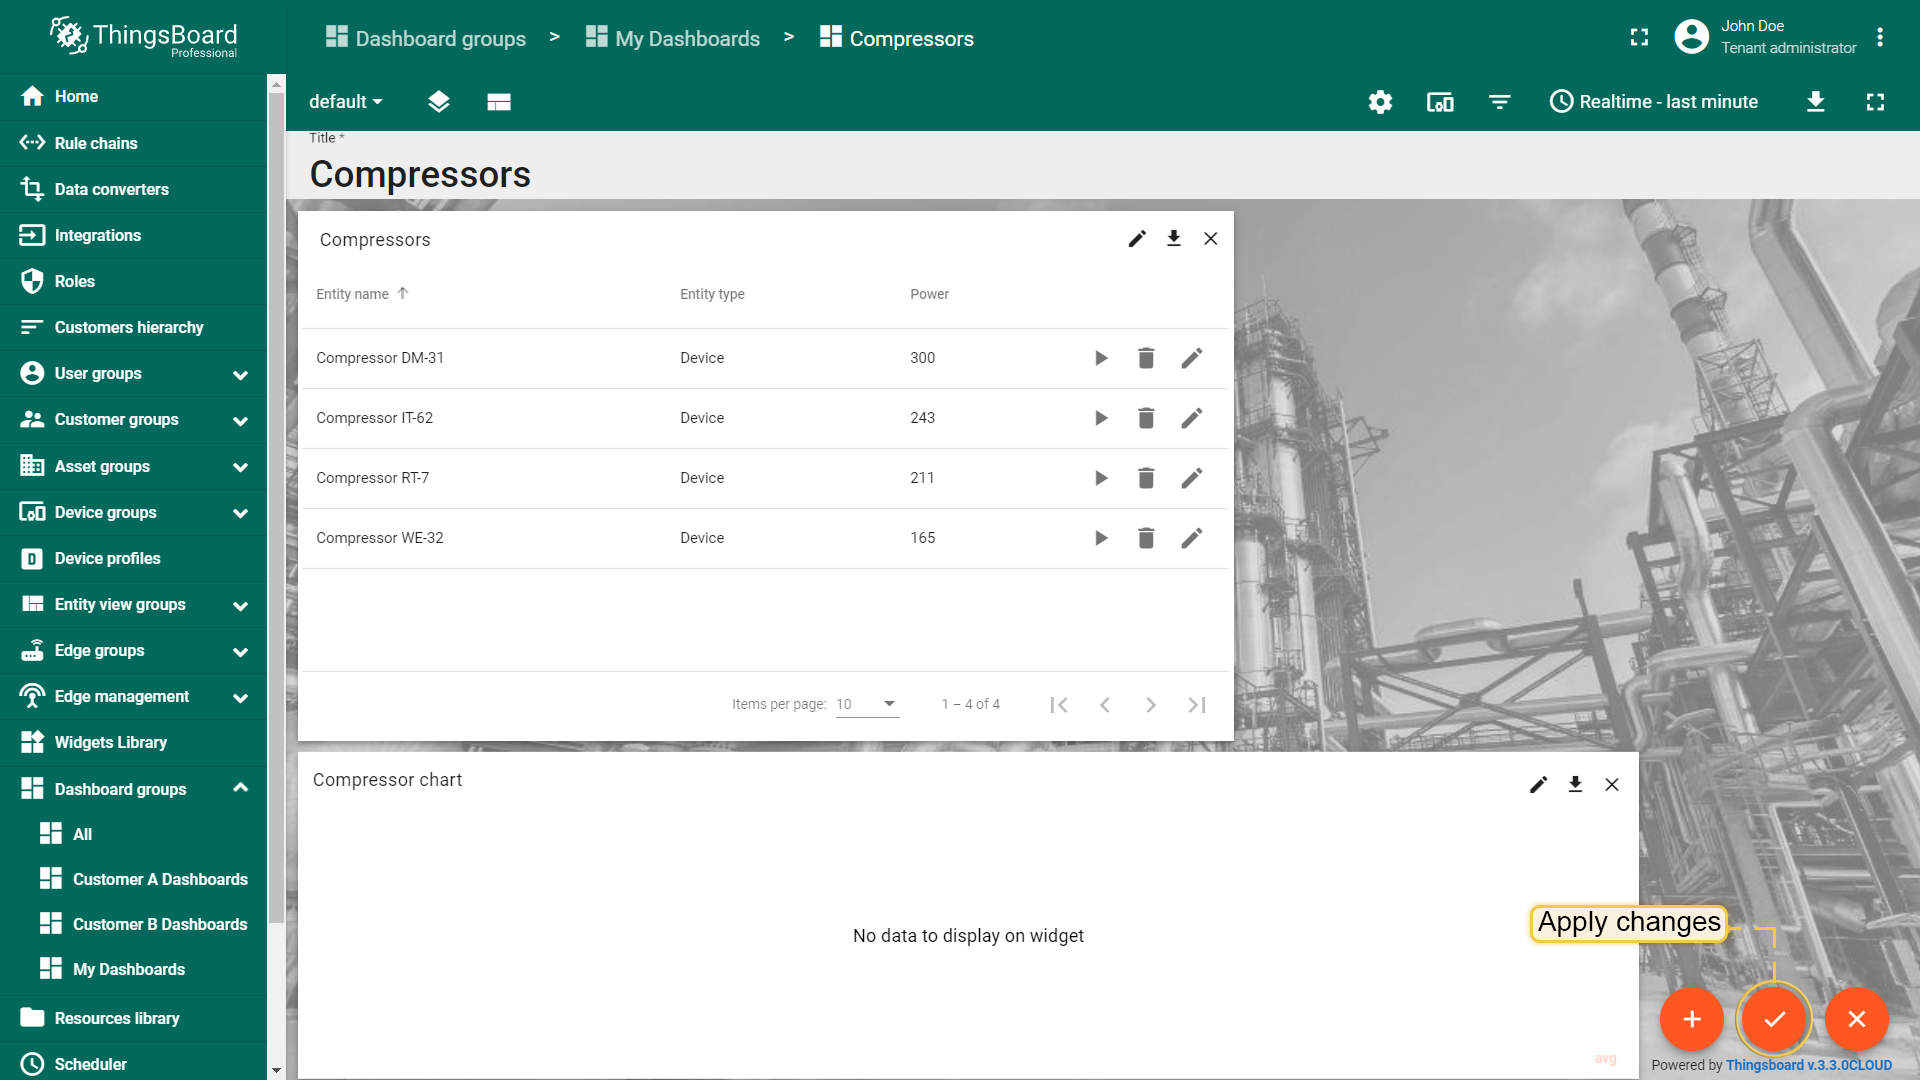 ThingsBoard
Professional
Dashboard groups > My Dashboards > Compressors
John Doe
Tenant administrator
default
Realtime - last minute
Home
Rule chains
Data converters
Integrations
Roles
Customers hierarchy
User groups
Customer groups
Asset groups
Device groups
Device profiles
Entity view groups
Edge groups
Edge management
Widgets Library
Dashboard groups
All
Customer A Dashboards
Customer B Dashboards
My Dashboards
Resources library
Scheduler
Title *
Compressors
Compressors
Entity name Entity type Power
Compressor DM-31 Device 300
Compressor IT-62 Device 243
Compressor RT-7 Device 211
Compressor WE-32 Device 165
Items per page: 10 1 – 4 of 4
Compressor chart
No data to display on widget
Apply changes
avg
Powered by Thingsboard v.3.3.0CLOUD